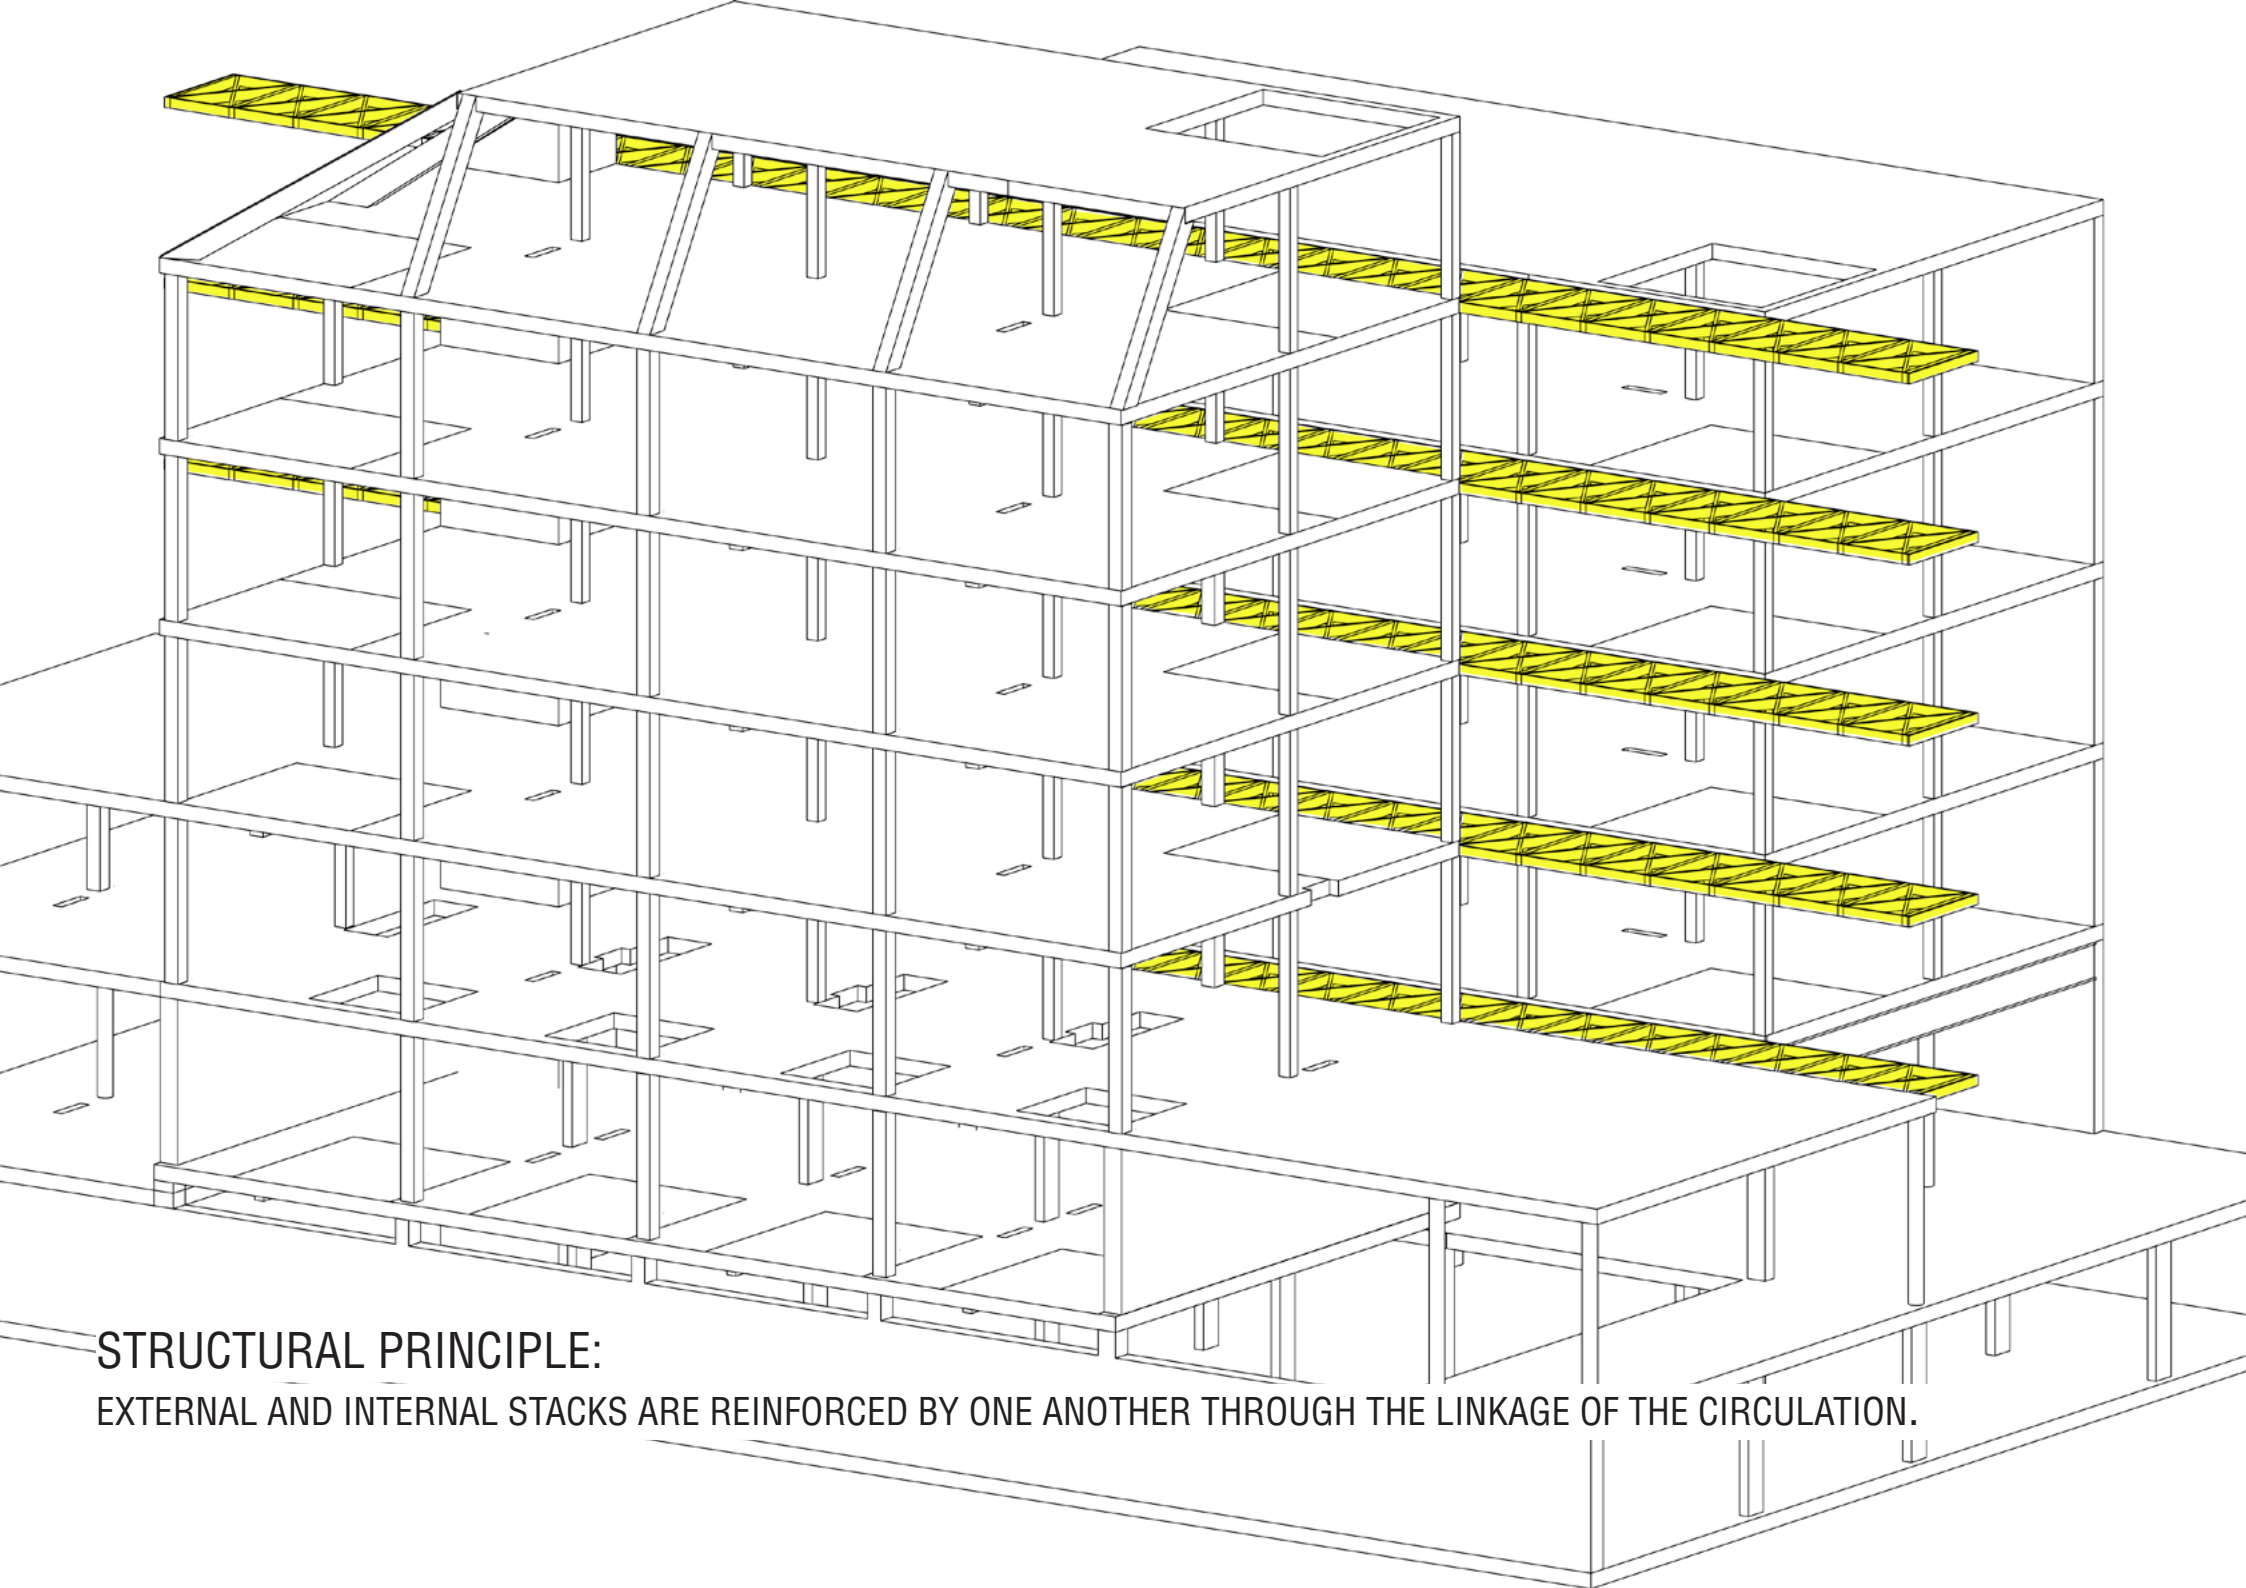 STRUCTURAL PRINCIPLE:
EXTERNAL AND INTERNAL STACKS ARE REINFORCED BY ONE ANOTHER THROUGH THE LINKAGE OF THE CIRCULATION.